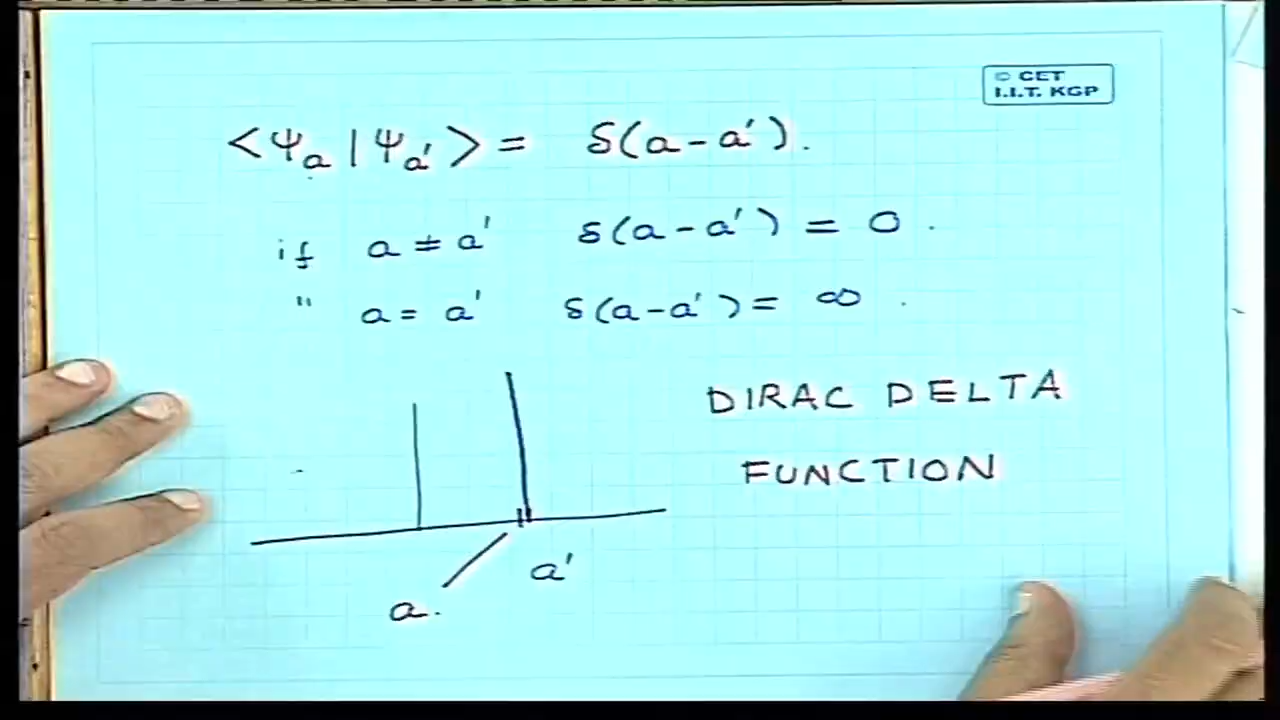 © CET
I.I.T. KGP
<Ψa | Ψa'> = δ(a-a').
if a ≠ a' δ(a-a') = 0.
" a = a' δ(a-a') = ∞.
DIRAC DELTA
FUNCTION
a'
a.